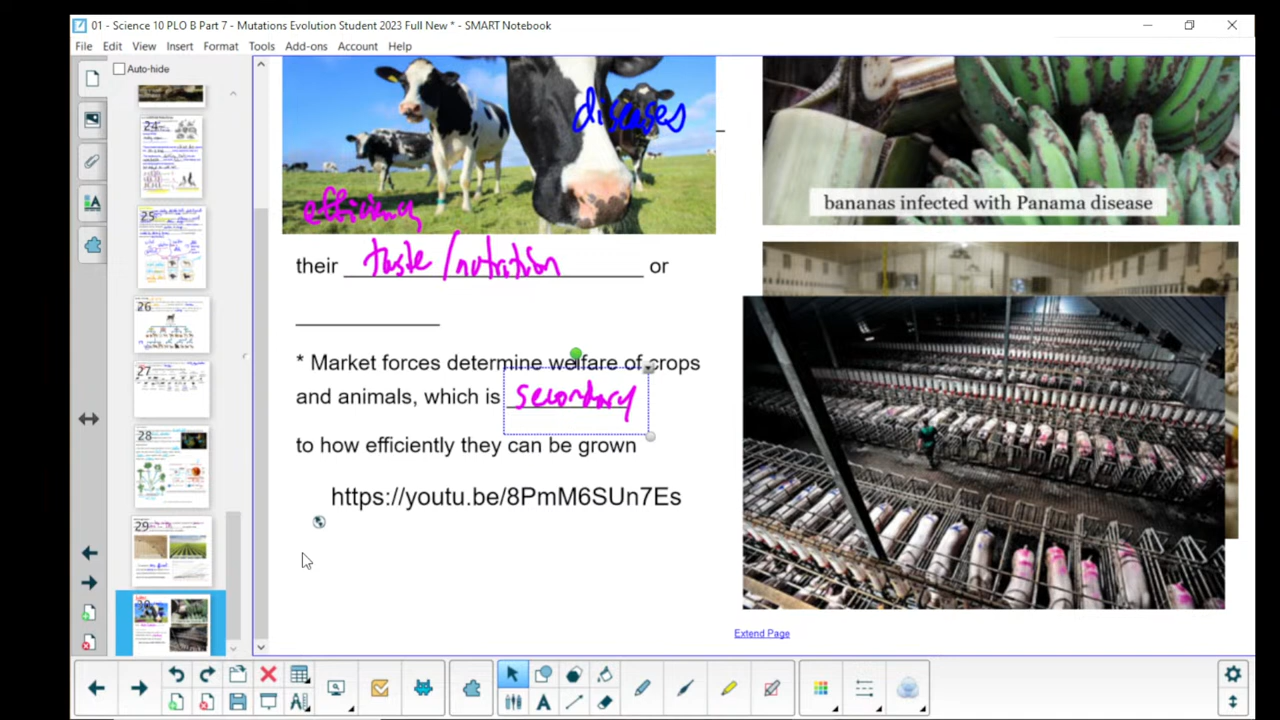 01 - Science 10 PLO B Part 7 - Mutations Evolution Student 2023 Full New * - SMART Notebook
File Edit View Insert Format Tools Add-ons Account Help
Auto-hide
24
25
26
27
28
29
diseases
efficiency
their taste/nutrition or
* Market forces determine welfare of crops
and animals, which is secondary
to how efficiently they can be grown
https://youtu.be/8PmM6SUn7Es
bananas infected with Panama disease
Extend Page